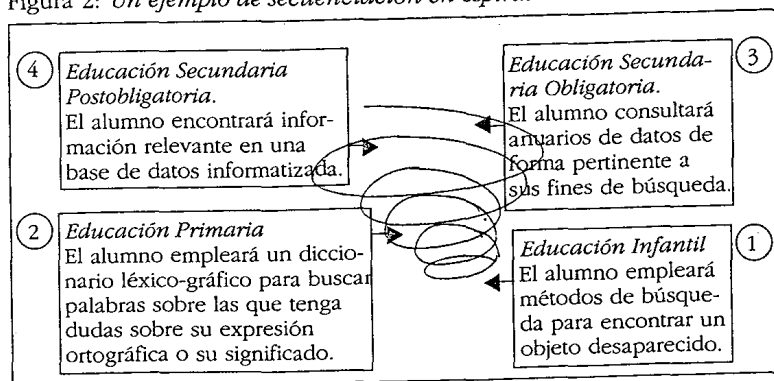 Figura 2: Un ejemplo de secuenciación en espiral
4
Educación Secundaria
Postobligatoria.
El alumno encontrará infor-
mación relevante en una
base de datos informatizada.
3
Educación Secunda-
ria Obligatoria.
El alumno consultará
anuarios de datos de
forma pertinente a
sus fines de búsqueda.
2
Educación Primaria
El alumno empleará un diccio-
nario léxico-gráfico para buscar
palabras sobre las que tenga
dudas sobre su expresión
ortográfica o su significado.
1
Educación Infantil
El alumno empleará
métodos de búsque-
da para encontrar un
objeto desaparecido.